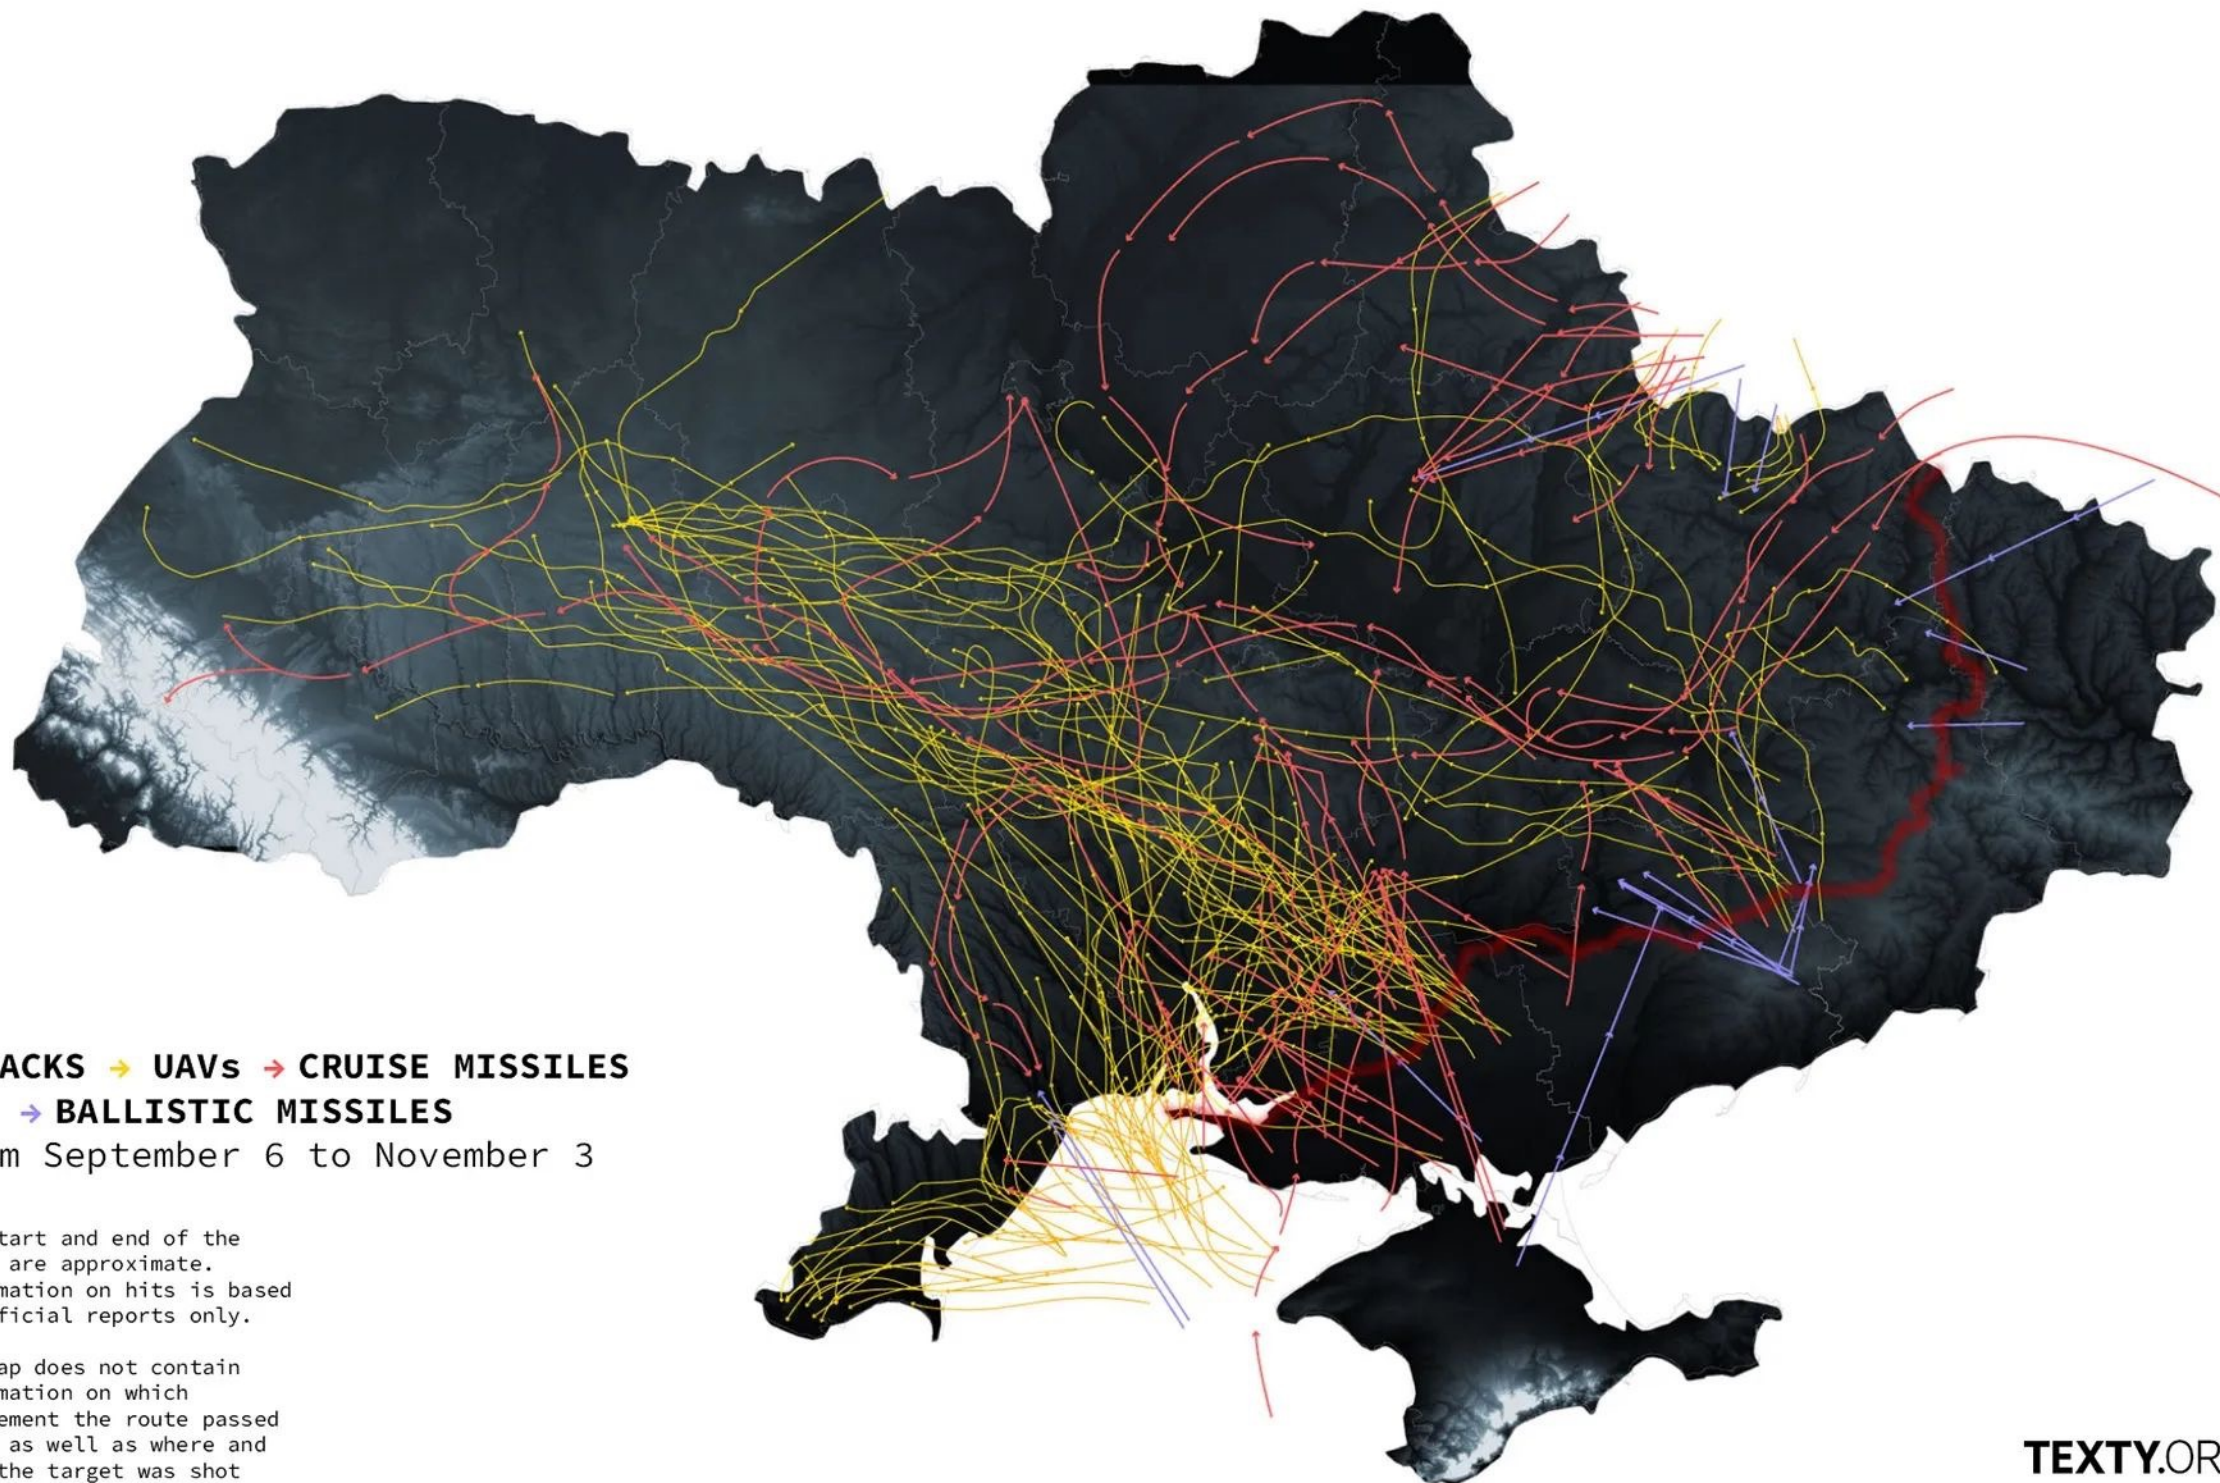 ACKS → UAVs → CRUISE MISSILES
→ BALLISTIC MISSILES
m September 6 to November 3
tart and end of the
are approximate.
mation on hits is based
ficial reports only.
ap does not contain
mation on which
ement the route passed
as well as where and
the target was shot
TEXTY.OR